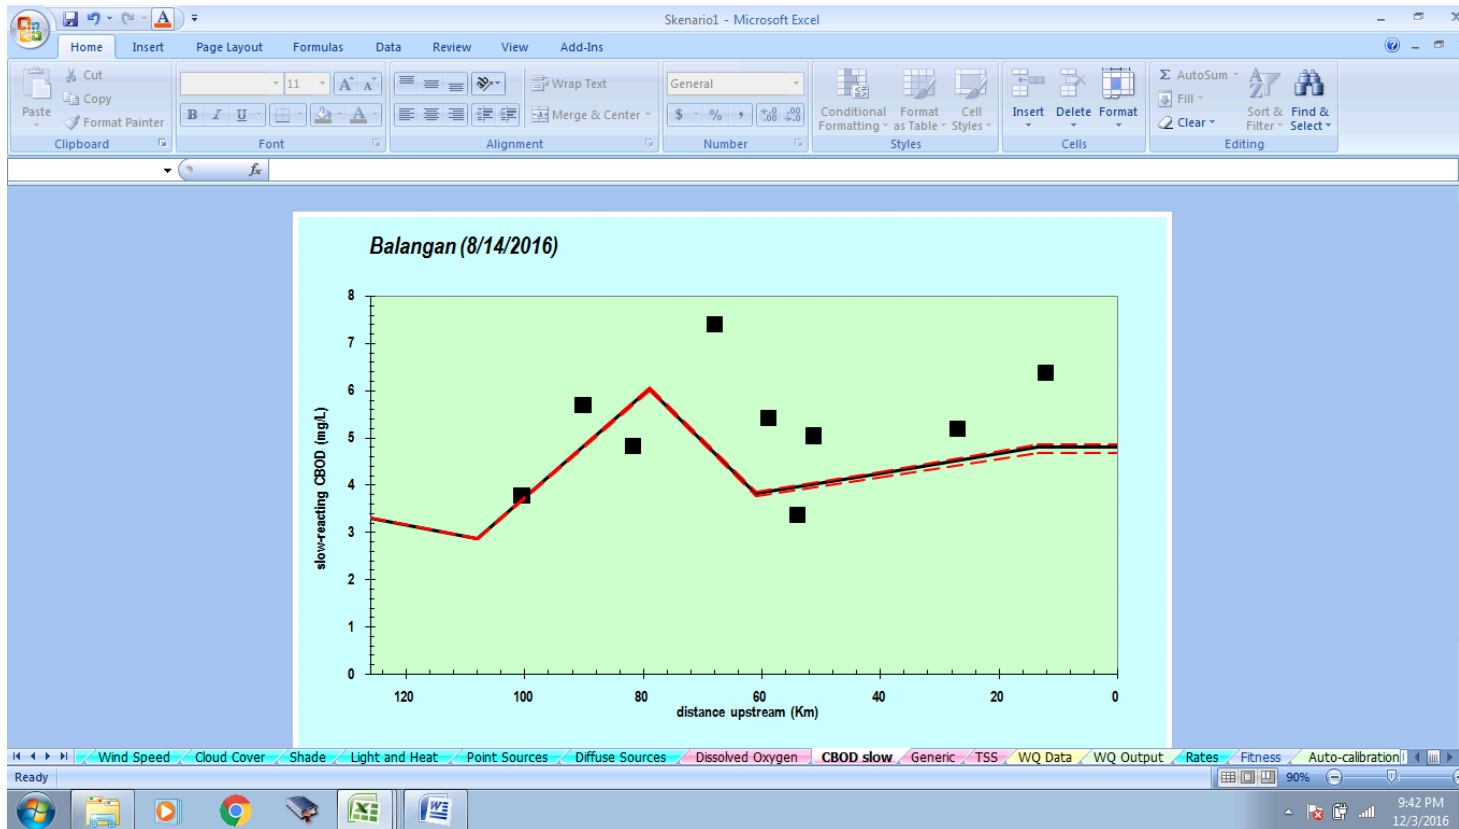 Skenario1 - Microsoft Excel
Home Insert Page Layout Formulas Data Review View Add-Ins
Cut
Copy
Format Painter
Paste
Clipboard
11
B I U
Font
Wrap Text
Merge & Center
Alignment
General
$ % ,
Number
Conditional Formatting
Format as Table
Cell Styles
Styles
Insert Delete Format
Cells
Σ AutoSum
Fill
Clear
Sort & Filter
Find & Select
Editing
fx
Balangan (8/14/2016)
slow-reacting CBOD (mg/L)
8
7
6
5
4
3
2
1
0
120 100 80 60 40 20 0
distance upstream (Km)
Wind Speed Cloud Cover Shade Light and Heat Point Sources Diffuse Sources Dissolved Oxygen CBOD slow Generic TSS WQ Data WQ Output Rates Fitness Auto-calibration
Ready
90%
9:42 PM
12/3/2016